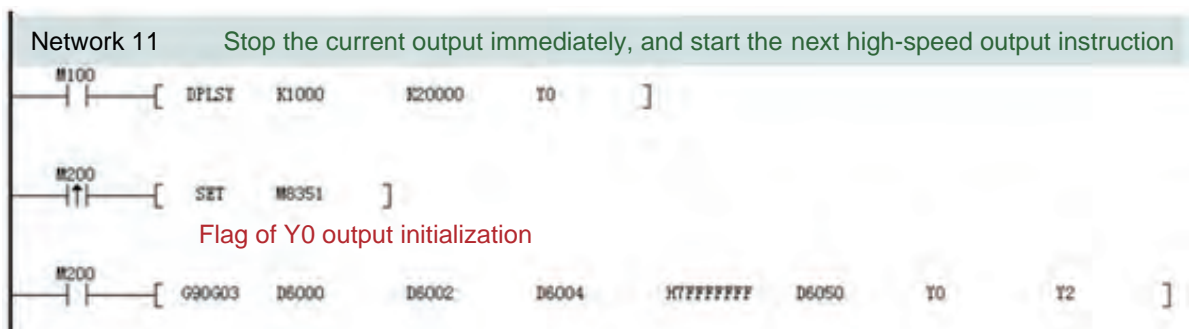 Network 11 Stop the current output immediately, and start the next high-speed output instruction
M100
[ DPLSY K1000 K20000 Y0 ]
M200
[ SET M8351 ]
Flag of Y0 output initialization
M200
[ G90G03 D6000 D6002 D6004 H7FFFFFFF D6050 Y0 Y2 ]